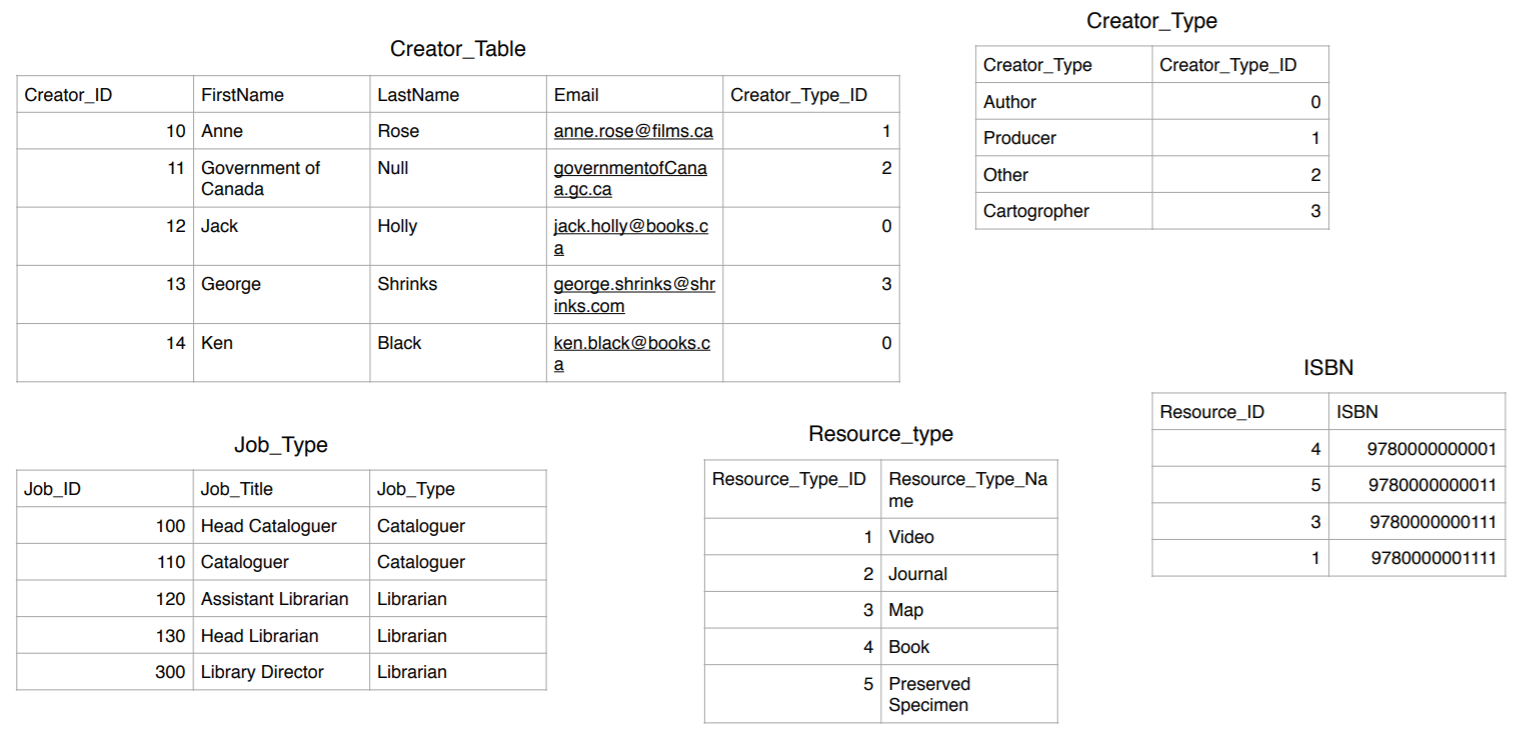 Creator_Table
Creator_ID FirstName LastName Email Creator_Type_ID
10 Anne Rose anne.rose@films.ca 1
11 Government of Null governmentofCana 2
Canada a.gc.ca
12 Jack Holly jack.holly@books.c 0
a
13 George Shrinks george.shrinks@shr 3
inks.com
14 Ken Black ken.black@books.c 0
a
Creator_Type
Creator_Type Creator_Type_ID
Author 0
Producer 1
Other 2
Cartogropher 3
Job_Type
Job_ID Job_Title Job_Type
100 Head Cataloguer Cataloguer
110 Cataloguer Cataloguer
120 Assistant Librarian Librarian
130 Head Librarian Librarian
300 Library Director Librarian
Resource_type
Resource_Type_ID Resource_Type_Na
me
1 Video
2 Journal
3 Map
4 Book
5 Preserved
Specimen
ISBN
Resource_ID ISBN
4 9780000000001
5 9780000000011
3 9780000000111
1 9780000001111